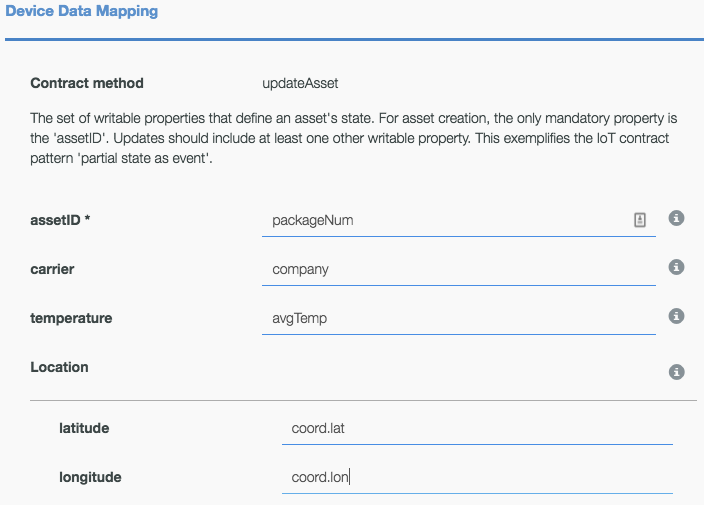 Device Data Mapping
Contract method updateAsset
The set of writable properties that define an asset's state. For asset creation, the only mandatory property is
the 'assetID'. Updates should include at least one other writable property. This exemplifies the IoT contract
pattern 'partial state as event'.
assetID * packageNum
carrier company
temperature avgTemp
Location
latitude coord.lat
longitude coord.lon